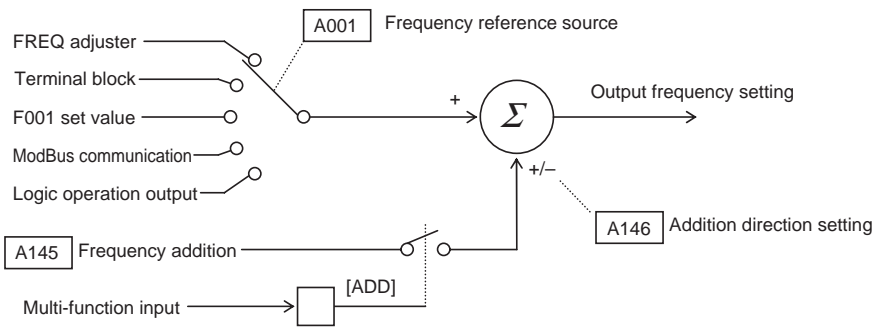 A001 Frequency reference source
FREQ adjuster
Terminal block
F001 set value
ModBus communication
Logic operation output
+
Σ
Output frequency setting
+/−
A146 Addition direction setting
A145 Frequency addition
[ADD]
Multi-function input